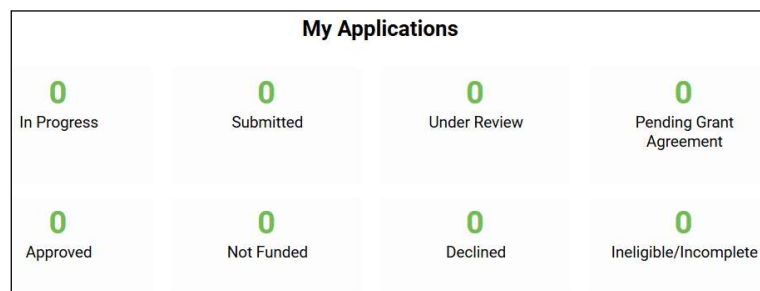 My Applications
0
In Progress
0
Submitted
0
Under Review
0
Pending Grant
Agreement
0
Approved
0
Not Funded
0
Declined
0
Ineligible/Incomplete